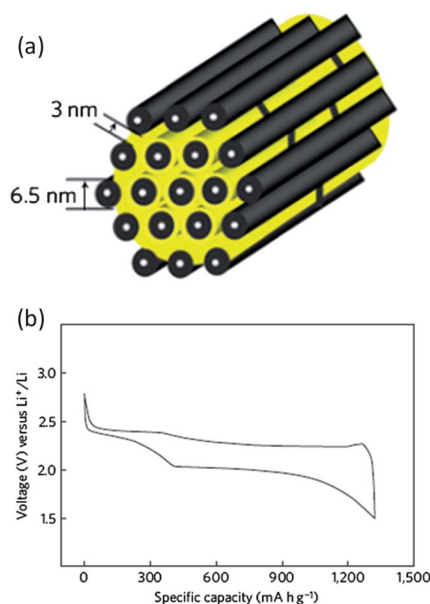 (a)
3 nm
6.5 nm
(b)
Voltage (V) versus Li⁺/Li
3.0
2.5
2.0
1.5
0 300 600 900 1,200 1,500
Specific capacity (mA h g⁻¹)